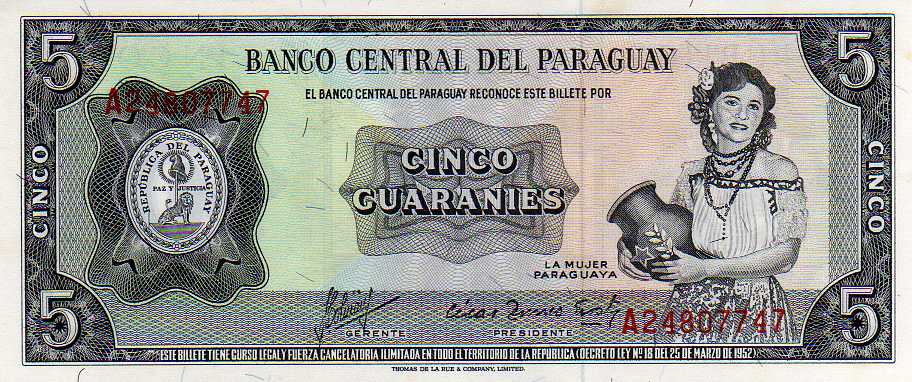 5 5
BANCO CENTRAL DEL PARAGUAY
EL BANCO CENTRAL DEL PARAGUAY RECONOCE ESTE BILLETE POR
A24807747
REPÚBLICA DEL PARAGUAY
PAZ Y JUSTICIA
CINCO
CINCO
GUARANIES
CINCO
LA MUJER
PARAGUAYA
GERENTE
PRESIDENTE
A24807747
5 5
ESTE BILLETE TIENE CURSO LEGAL Y FUERZA CANCELATORIA ILIMITADA EN TODO EL TERRITORIO DE LA REPUBLICA (DECRETO LEY Nº 18 DEL 25 DE MARZO DE 1952).
THOMAS DE LA RUE & COMPANY, LIMITED.